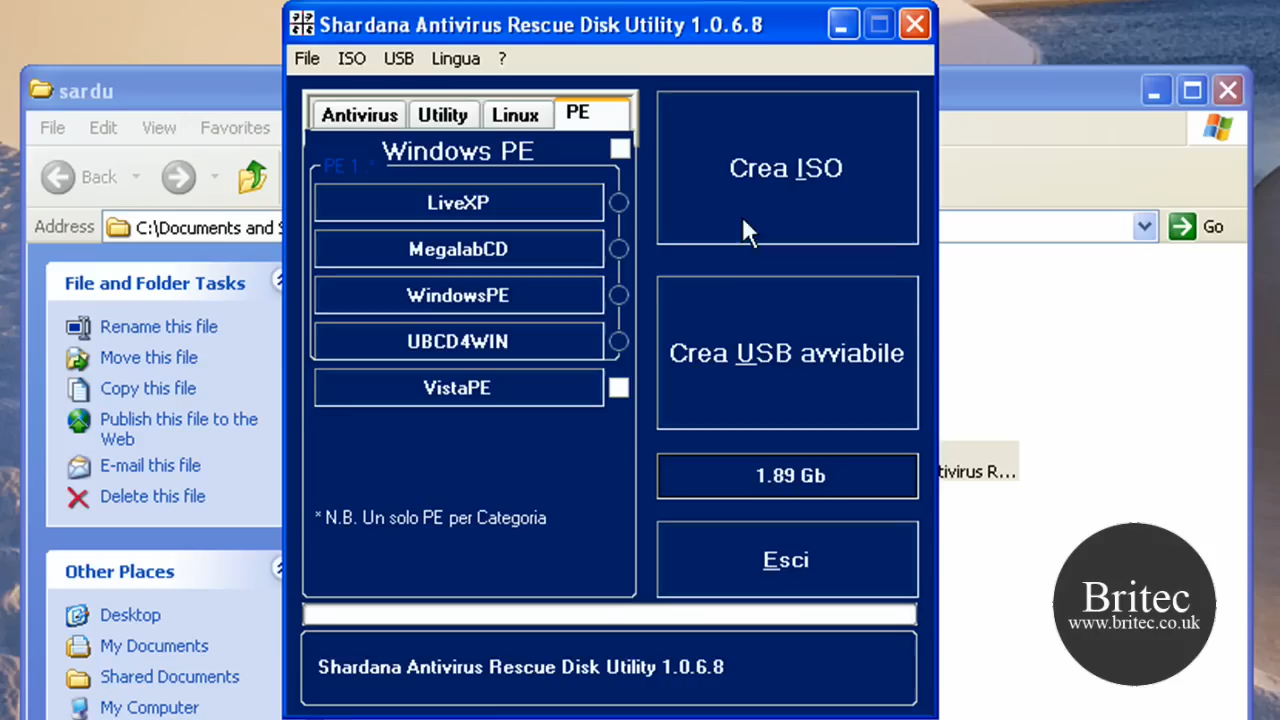 Shardana Antivirus Rescue Disk Utility 1.0.6.8
File ISO USB Lingua ?
sardu
File Edit View Favorites
Back
Address C:\Documents and S
Go
Antivirus Utility Linux PE
Windows PE
PE 1.*
LiveXP
MegalabCD
WindowsPE
UBCD4WIN
VistaPE
* N.B. Un solo PE per Categoria
Crea ISO
Crea USB avviabile
1.89 Gb
Esci
Shardana Antivirus Rescue Disk Utility 1.0.6.8
File and Folder Tasks
Rename this file
Move this file
Copy this file
Publish this file to the
Web
E-mail this file
Delete this file
Other Places
Desktop
My Documents
Shared Documents
My Computer
tivirus R...
Britec
www.britec.co.uk